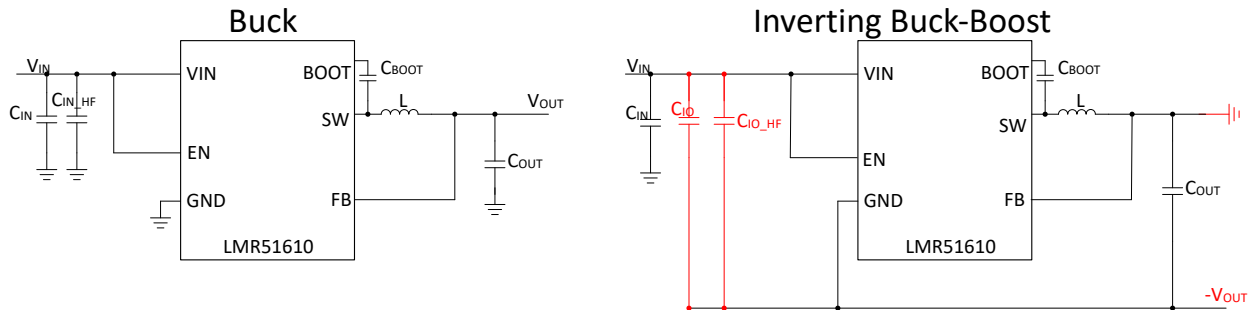 Buck
VIN
CIN
CIN_HF
VIN
EN
GND
BOOT
SW
FB
LMR51610
CBOOT
L
VOUT
COUT
Inverting Buck-Boost
VIN
CIN
CIO
CIO_HF
VIN
EN
GND
BOOT
SW
FB
LMR51610
CBOOT
L
COUT
-VOUT